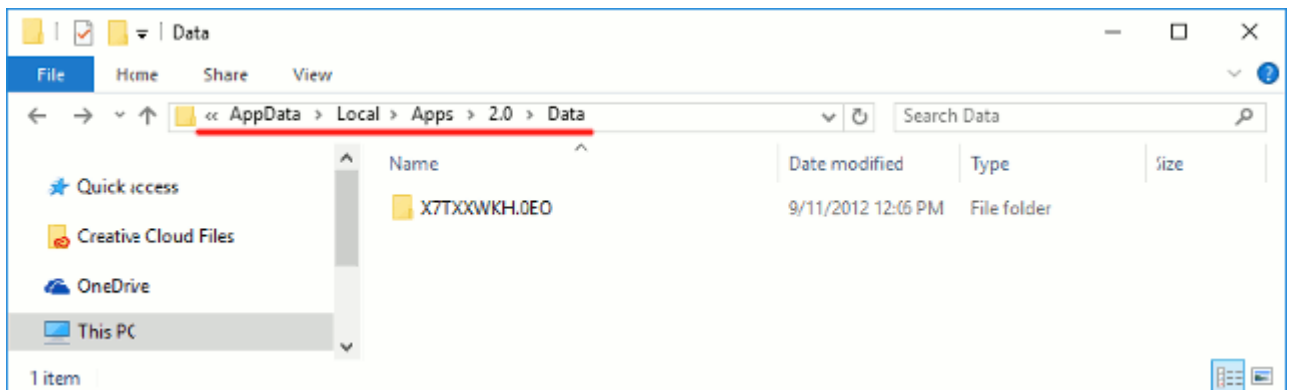 Data
File Home Share View
« AppData > Local > Apps > 2.0 > Data Search Data
Name Date modified Type Size
Quick access
X7TXXWKH.0EO 9/11/2012 12:05 PM File folder
Creative Cloud Files
OneDrive
This PC
1 item